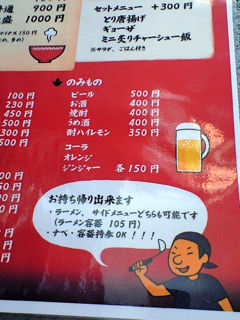 900円
1000円
150円
セットメニュー +300円
とり唐揚げ
ギョーザ
ミニ炙りチャーシュー飯
※サラダ、ごはん付き
のみもの
100円
230円
450円
ビール 500円
お酒 400円
焼酎 400円
うめ酒 400円
酎ハイレモン 350円
コーラ
オレンジ
ジンジャー 各150円
お持ち帰り出来ます
・ラーメン、サイドメニューどちらも可能です
(ラーメン容器 105円)
・ナベ・容器持参OK!!!